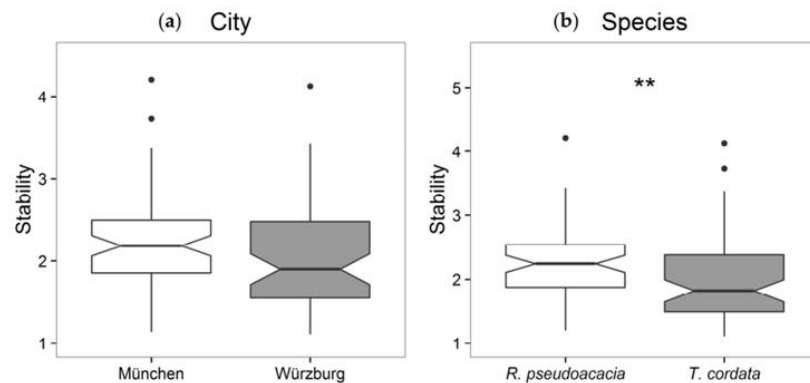 (a) City
4
3
2
1
Stability
München Würzburg
(b) Species
**
5
4
3
2
1
Stability
R. pseudoacacia T. cordata